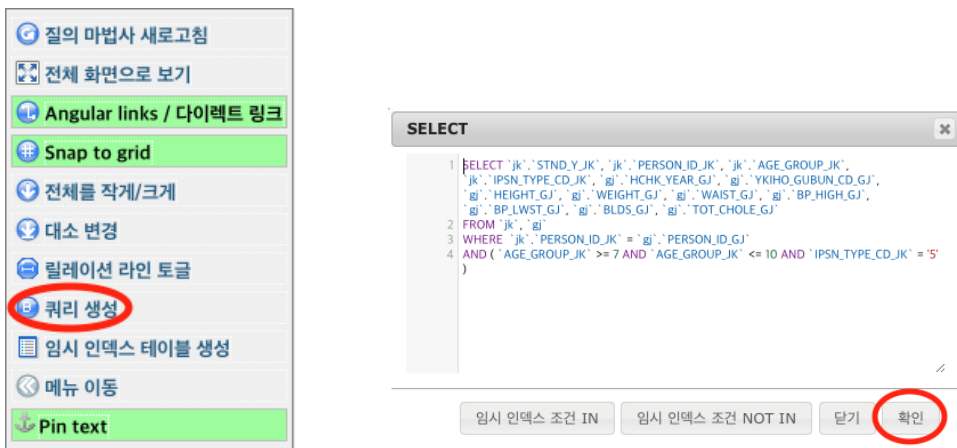 질의 마법사 새로고침
전체 화면으로 보기
Angular links / 다이렉트 링크
Snap to grid
전체를 작게/크게
대소 변경
릴레이션 라인 토글
쿼리 생성
임시 인덱스 테이블 생성
메뉴 이동
Pin text
SELECT
1 SELECT `jk`.`STND_Y_JK`, `jk`.`PERSON_ID_JK`, `jk`.`AGE_GROUP_JK`,
`jk`.`IPSN_TYPE_CD_JK`, `gj`.`HCHK_YEAR_GJ`, `gj`.`YKIHO_GUBUN_CD_GJ`,
`gj`.`HEIGHT_GJ`, `gj`.`WEIGHT_GJ`, `gj`.`WAIST_GJ`, `gj`.`BP_HIGH_GJ`,
`gj`.`BP_LWST_GJ`, `gj`.`BLDS_GJ`, `gj`.`TOT_CHOLE_GJ`
2 FROM `jk`, `gj`
3 WHERE `jk`.`PERSON_ID_JK` = `gj`.`PERSON_ID_GJ`
4 AND ( `AGE_GROUP_JK` >= 7 AND `AGE_GROUP_JK` <= 10 AND `IPSN_TYPE_CD_JK` = '5'
)
임시 인덱스 조건 IN
임시 인덱스 조건 NOT IN
닫기
확인